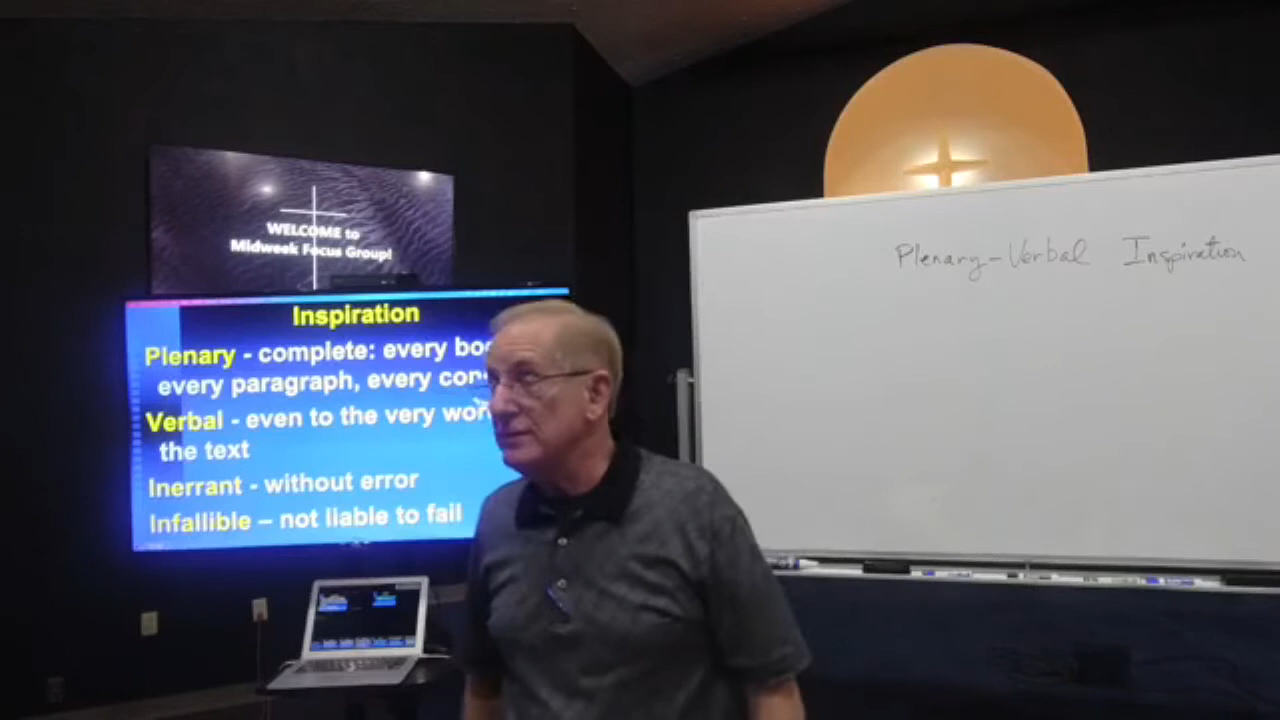 WELCOME to
Midweek Focus Group!
Inspiration
Plenary - complete: every
every paragraph, every
Verbal - even to the very
the text
Inerrant - without error
Infallible – not liable to fail
Plenary-Verbal Inspiration